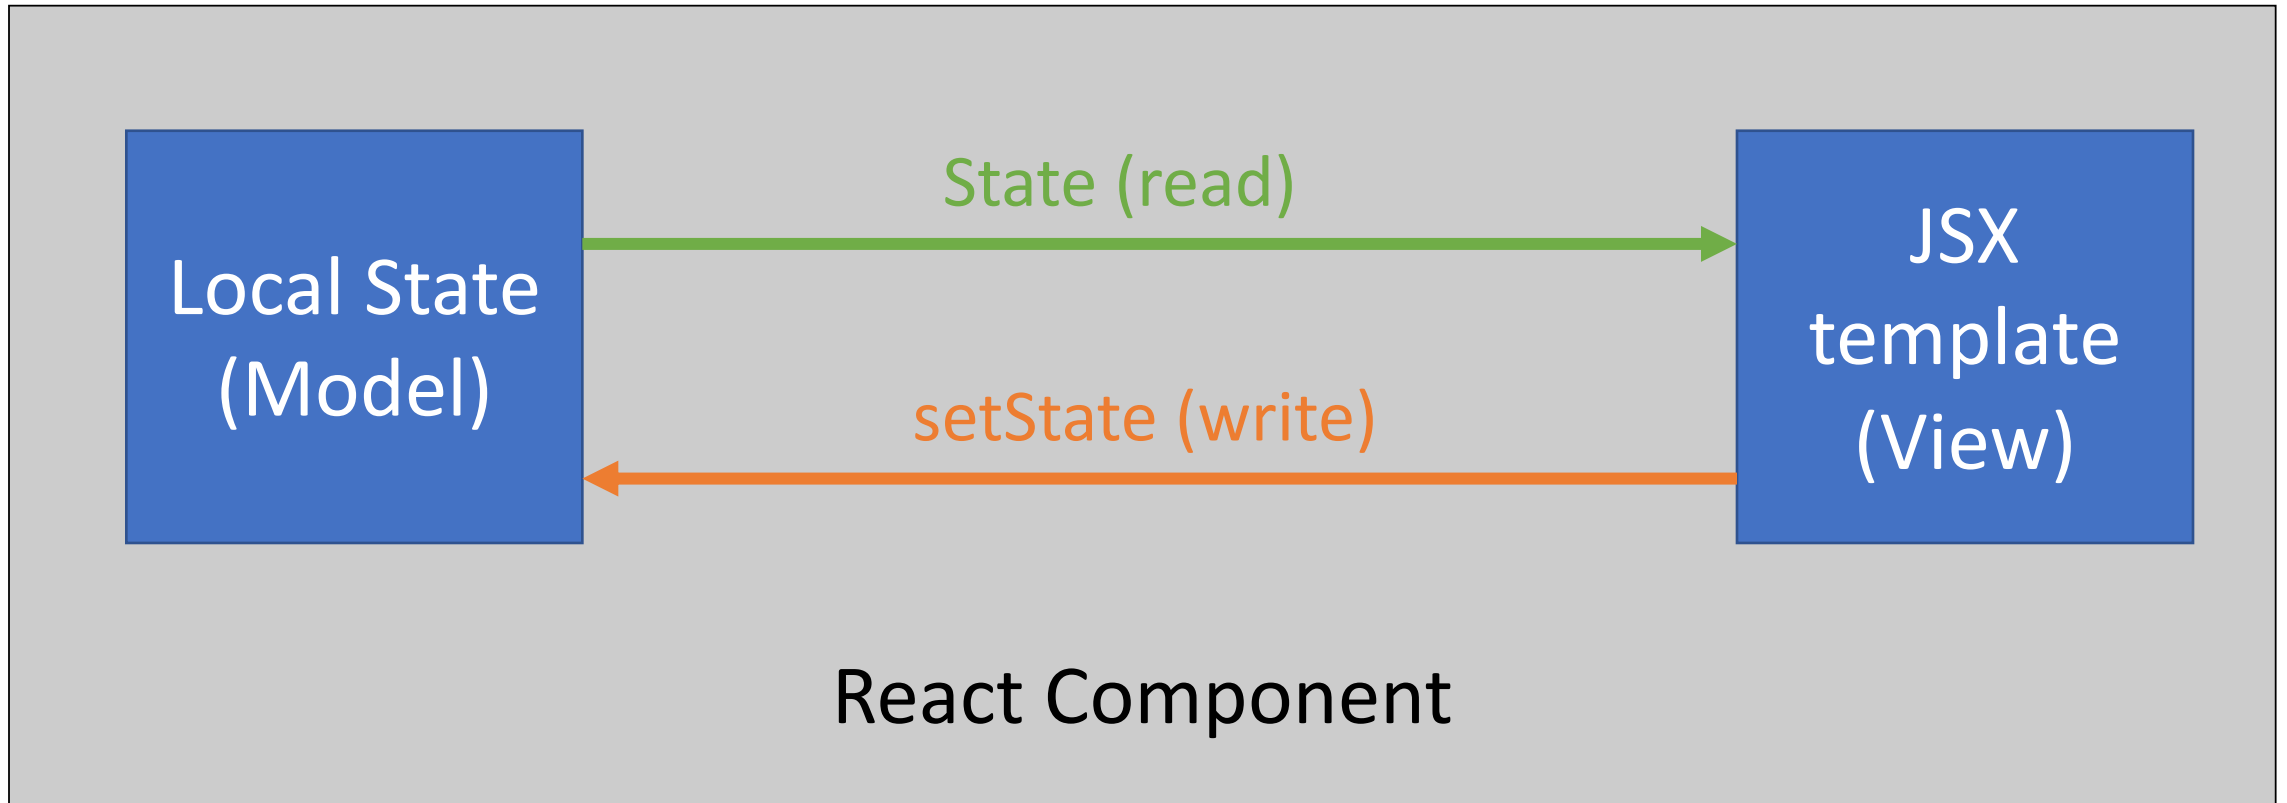 Local State
(Model)
State (read)
setState (write)
JSX
template
(View)
React Component